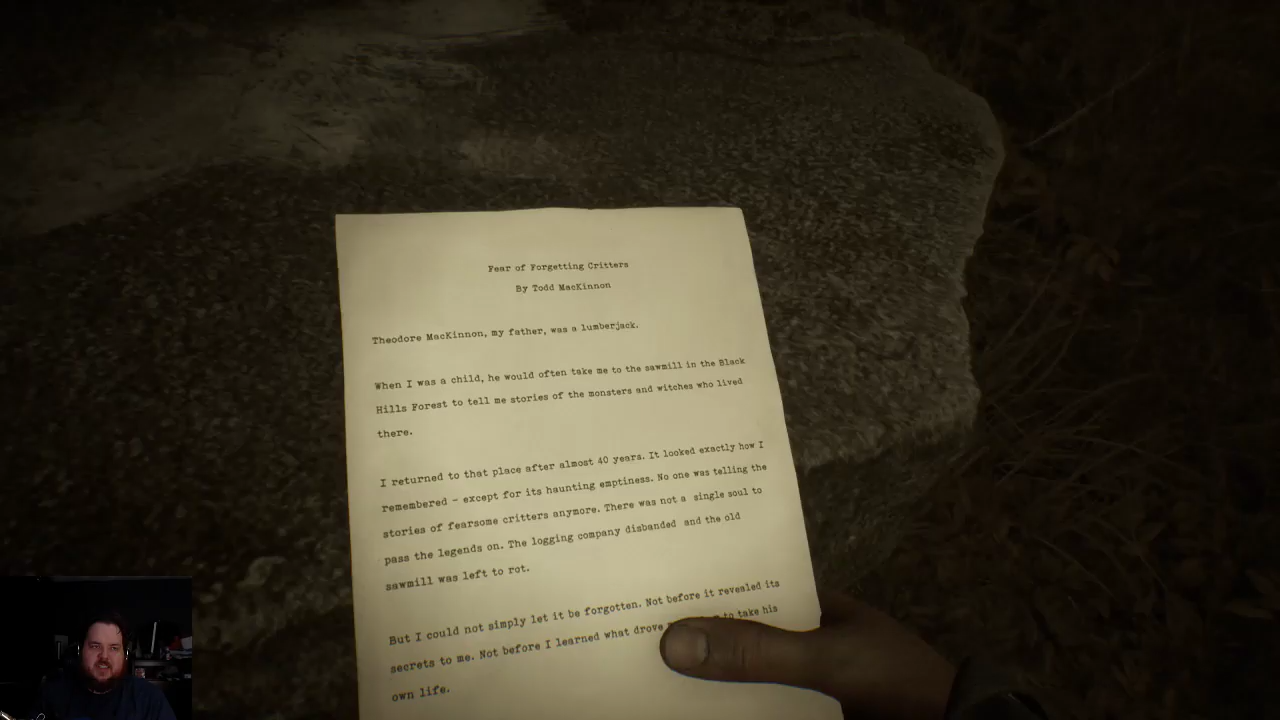 Fear of Forgetting Critters
By Todd MacKinnon
Theodore MacKinnon, my father, was a lumberjack.
When I was a child, he would often take me to the sawmill in the Black
Hills Forest to tell me stories of the monsters and witches who lived
there.
I returned to that place after almost 40 years. It looked exactly how I
remembered - except for its haunting emptiness. No one was telling the
stories of fearsome critters anymore. There was not a single soul to
pass the legends on. The logging company disbanded and the old
sawmill was left to rot.
But I could not simply let it be forgotten. Not before it revealed its
secrets to me. Not before I learned what drove to take his
own life.